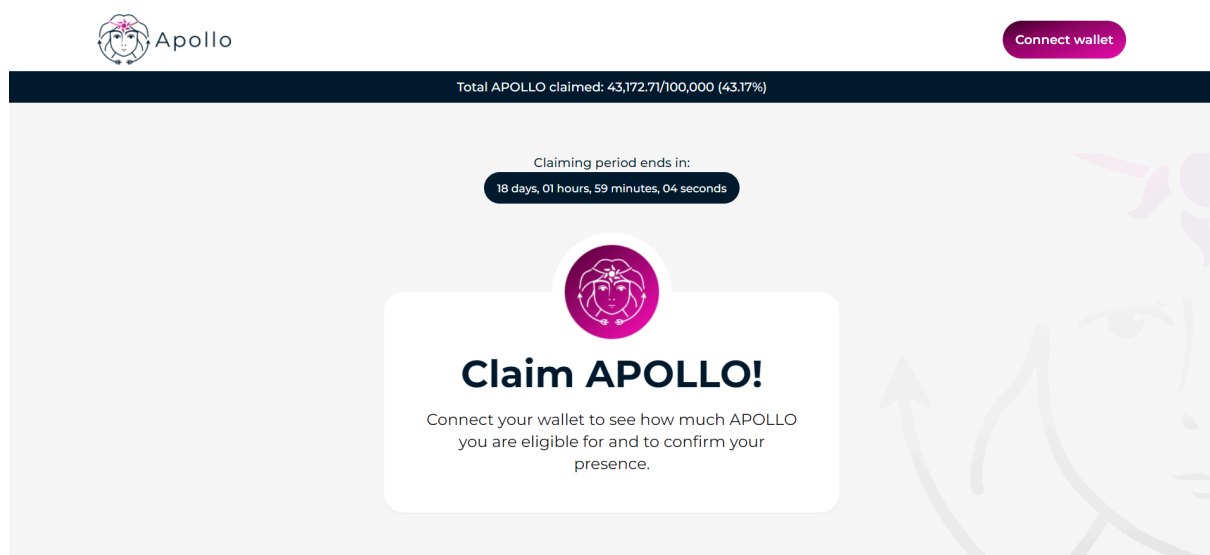 Apollo
Connect wallet
Total APOLLO claimed: 43,172.71/100,000 (43.17%)
Claiming period ends in:
18 days, 01 hours, 59 minutes, 04 seconds
Claim APOLLO!
Connect your wallet to see how much APOLLO
you are eligible for and to confirm your
presence.